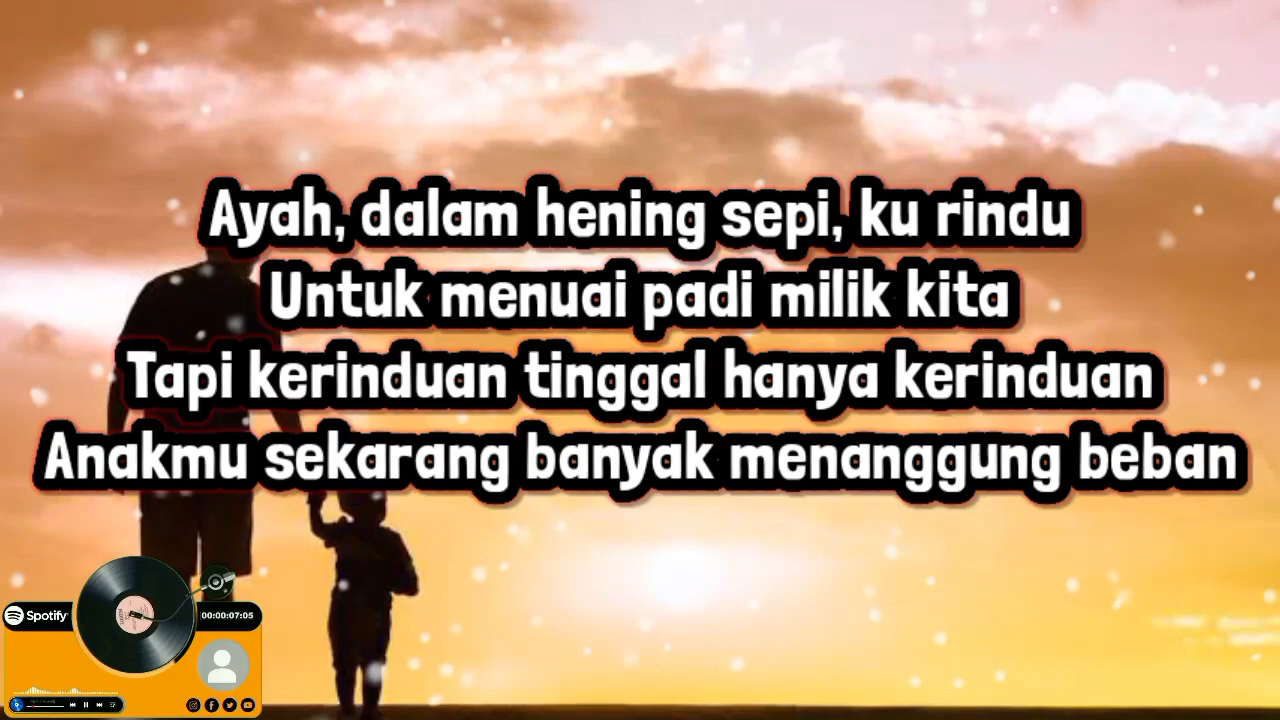 Ayah, dalam hening sepi, ku rindu
Untuk menuai padi milik kita
Tapi kerinduan tinggal hanya kerinduan
Anakmu sekarang banyak menanggung beban
Spotify
00:00:07:05